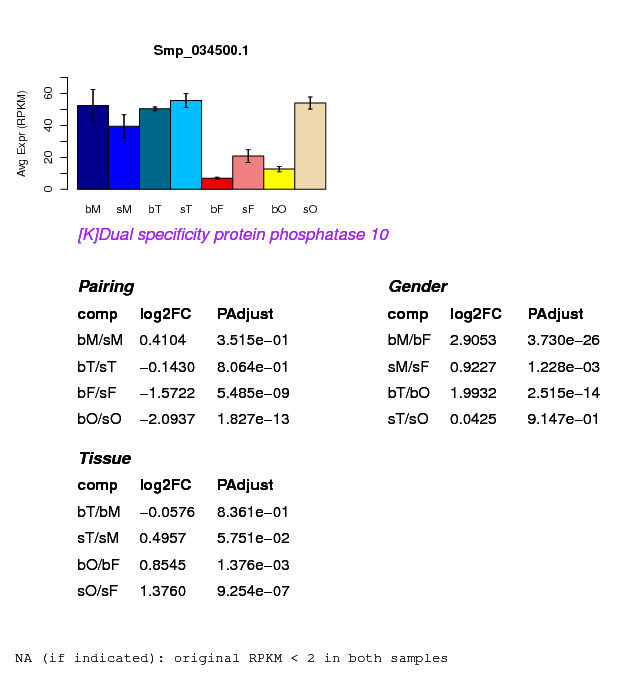 Smp_034500.1
Avg Expr (RPKM)
0 20 40 60
bM sM bT sT bF sF bO sO
[K]Dual specificity protein phosphatase 10
Pairing
comp log2FC PAdjust
bM/sM 0.4104 3.515e−01
bT/sT −0.1430 8.064e−01
bF/sF −1.5722 5.485e−09
bO/sO −2.0937 1.827e−13
Gender
comp log2FC PAdjust
bM/bF 2.9053 3.730e−26
sM/sF 0.9227 1.228e−03
bT/bO 1.9932 2.515e−14
sT/sO 0.0425 9.147e−01
Tissue
comp log2FC PAdjust
bT/bM −0.0576 8.361e−01
sT/sM 0.4957 5.751e−02
bO/bF 0.8545 1.376e−03
sO/sF 1.3760 9.254e−07
NA (if indicated): original RPKM < 2 in both samples